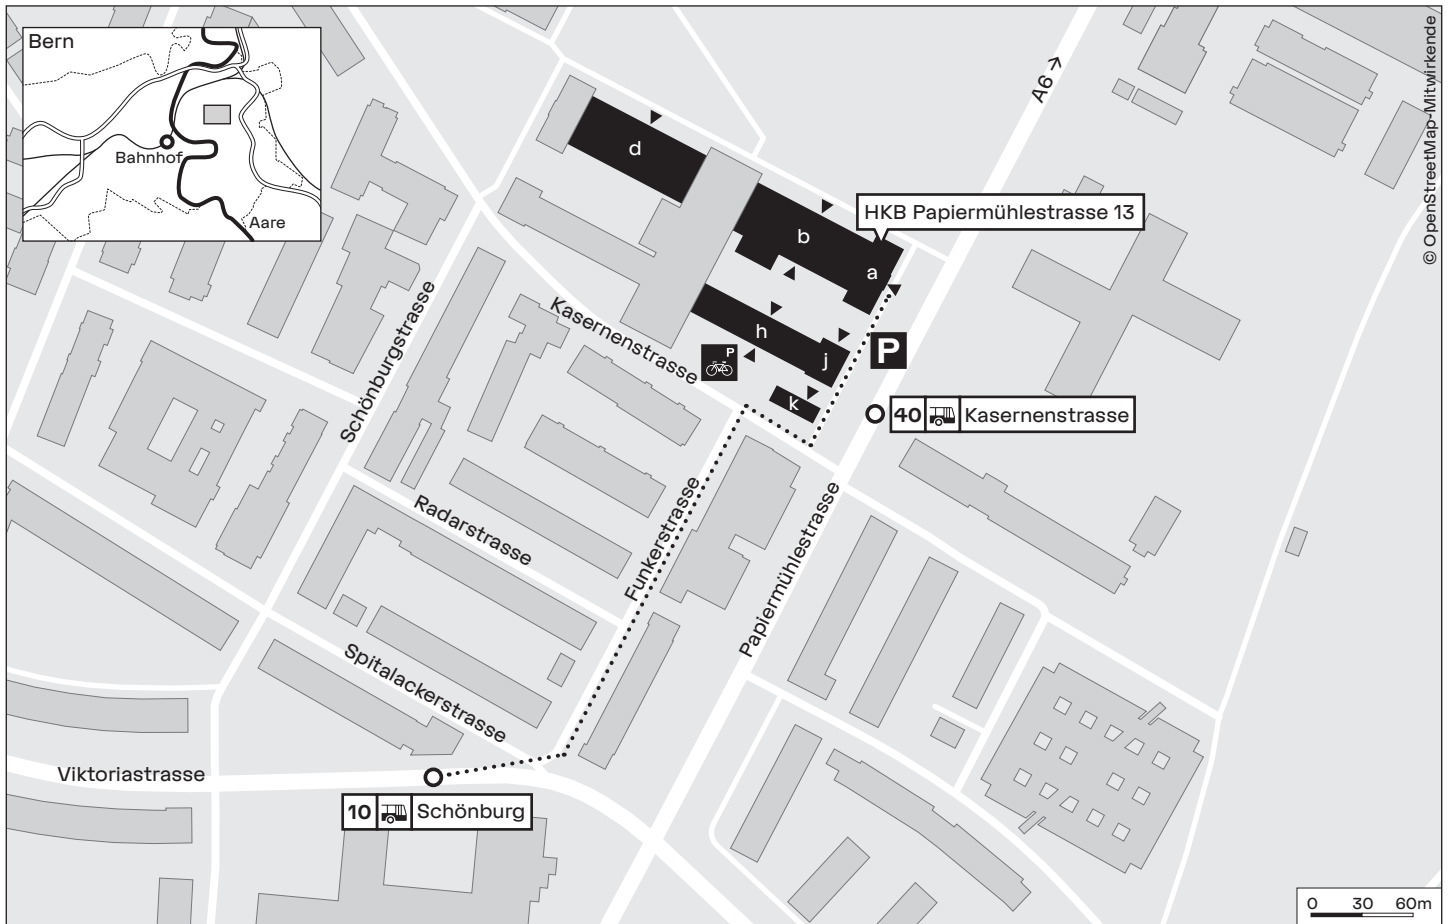 Bern
Bahnhof
Aare
A6
© OpenStreetMap-Mitwirkende
d
HKB Papiermühlestrasse 13
b
a
h
j
k
P
P
40
Kasernenstrasse
Kasernenstrasse
Schönburgstrasse
Radarstrasse
Funkerstrasse
Papiermühlestrasse
Spitalackerstrasse
Viktoriastrasse
10
Schönburg
0 30 60m